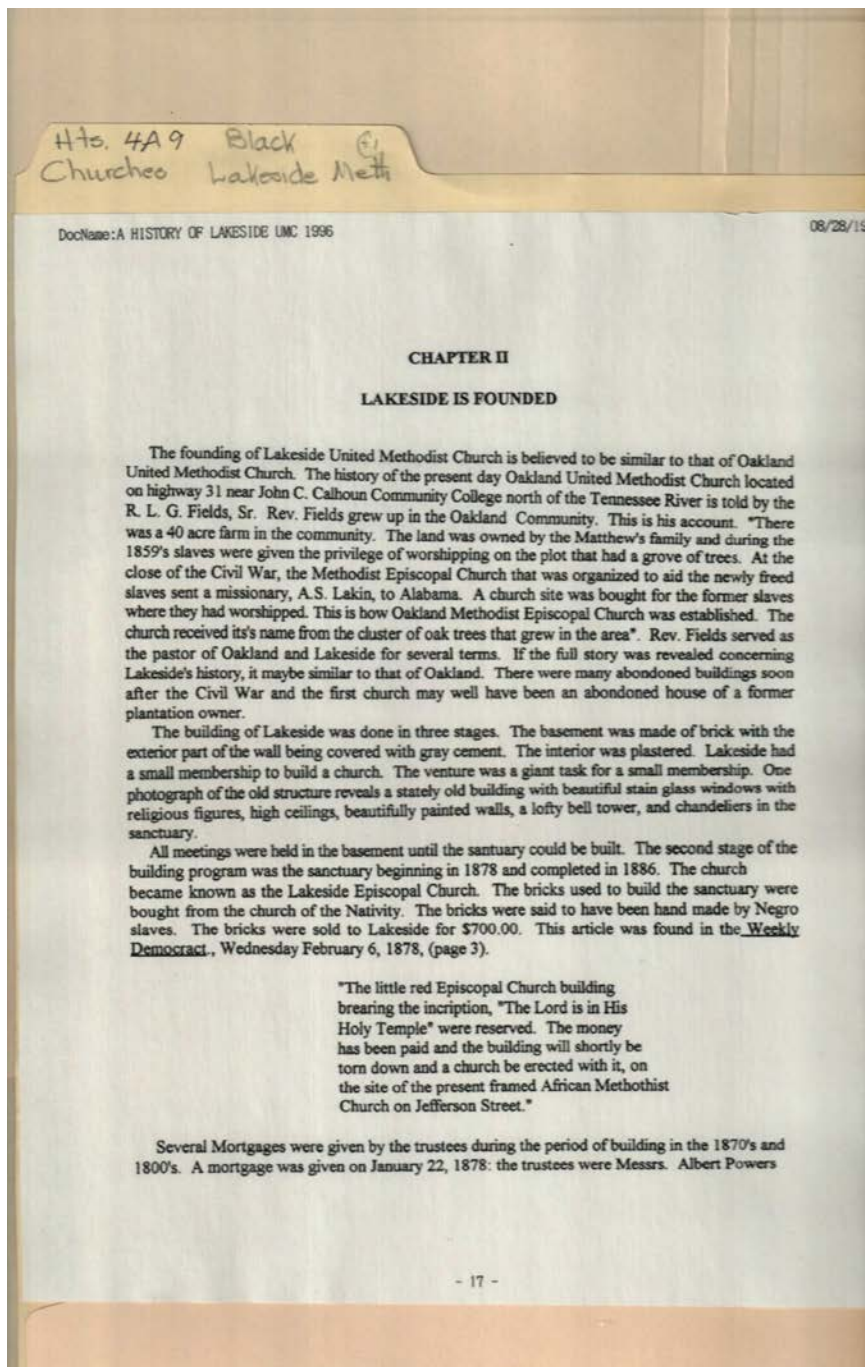 Hts. 4A9 Black
Churches Lakeside Meth
DocName:A HISTORY OF LAKESIDE UMC 1996
08/28/19
CHAPTER II
LAKESIDE IS FOUNDED
The founding of Lakeside United Methodist Church is believed to be similar to that of Oakland
United Methodist Church. The history of the present day Oakland United Methodist Church located
on highway 31 near John C. Calhoun Community College north of the Tennessee River is told by the
R. L. G. Fields, Sr. Rev. Fields grew up in the Oakland Community. This is his account. "There
was a 40 acre farm in the community. The land was owned by the Matthew's family and during the
1859's slaves were given the privilege of worshipping on the plot that had a grove of trees. At the
close of the Civil War, the Methodist Episcopal Church that was organized to aid the newly freed
slaves sent a missionary, A.S. Lakin, to Alabama. A church site was bought for the former slaves
where they had worshipped. This is how Oakland Methodist Episcopal Church was established. The
church received its's name from the cluster of oak trees that grew in the area". Rev. Fields served as
the pastor of Oakland and Lakeside for several terms. If the full story was revealed concerning
Lakeside's history, it maybe similar to that of Oakland. There were many abondoned buildings soon
after the Civil War and the first church may well have been an abondoned house of a former
plantation owner.
The building of Lakeside was done in three stages. The basement was made of brick with the
exterior part of the wall being covered with gray cement. The interior was plastered. Lakeside had
a small membership to build a church. The venture was a giant task for a small membership. One
photograph of the old structure reveals a stately old building with beautiful stain glass windows with
religious figures, high ceilings, beautifully painted walls, a lofty bell tower, and chandeliers in the
sanctuary.
All meetings were held in the basement until the santuary could be built. The second stage of the
building program was the sanctuary beginning in 1878 and completed in 1886. The church
became known as the Lakeside Episcopal Church. The bricks used to build the sanctuary were
bought from the church of the Nativity. The bricks were said to have been hand made by Negro
slaves. The bricks were sold to Lakeside for $700.00. This article was found in the Weekly
Democract., Wednesday February 6, 1878, (page 3).
"The little red Episcopal Church building
brearing the incription, "The Lord is in His
Holy Temple" were reserved. The money
has been paid and the building will shortly be
torn down and a church be erected with it, on
the site of the present framed African Methothist
Church on Jefferson Street."
Several Mortgages were given by the trustees during the period of building in the 1870's and
1800's. A mortgage was given on January 22, 1878: the trustees were Messrs. Albert Powers
- 17 -